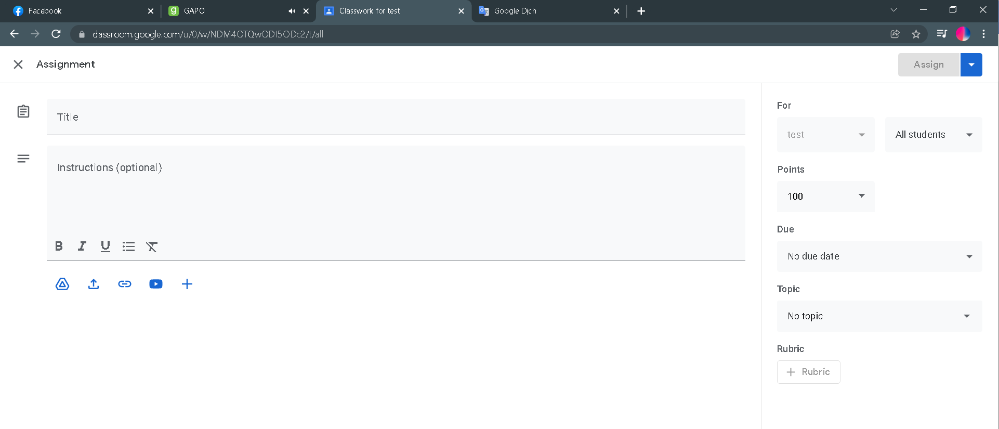 Facebook
GAPO
Classwork for test
Google Dịch
classroom.google.com/u/0/w/NDM4OTQwODI5ODc2/t/all
Assignment
Assign
Title
Instructions (optional)
B I U
For
test
All students
Points
100
Due
No due date
Topic
No topic
Rubric
+ Rubric